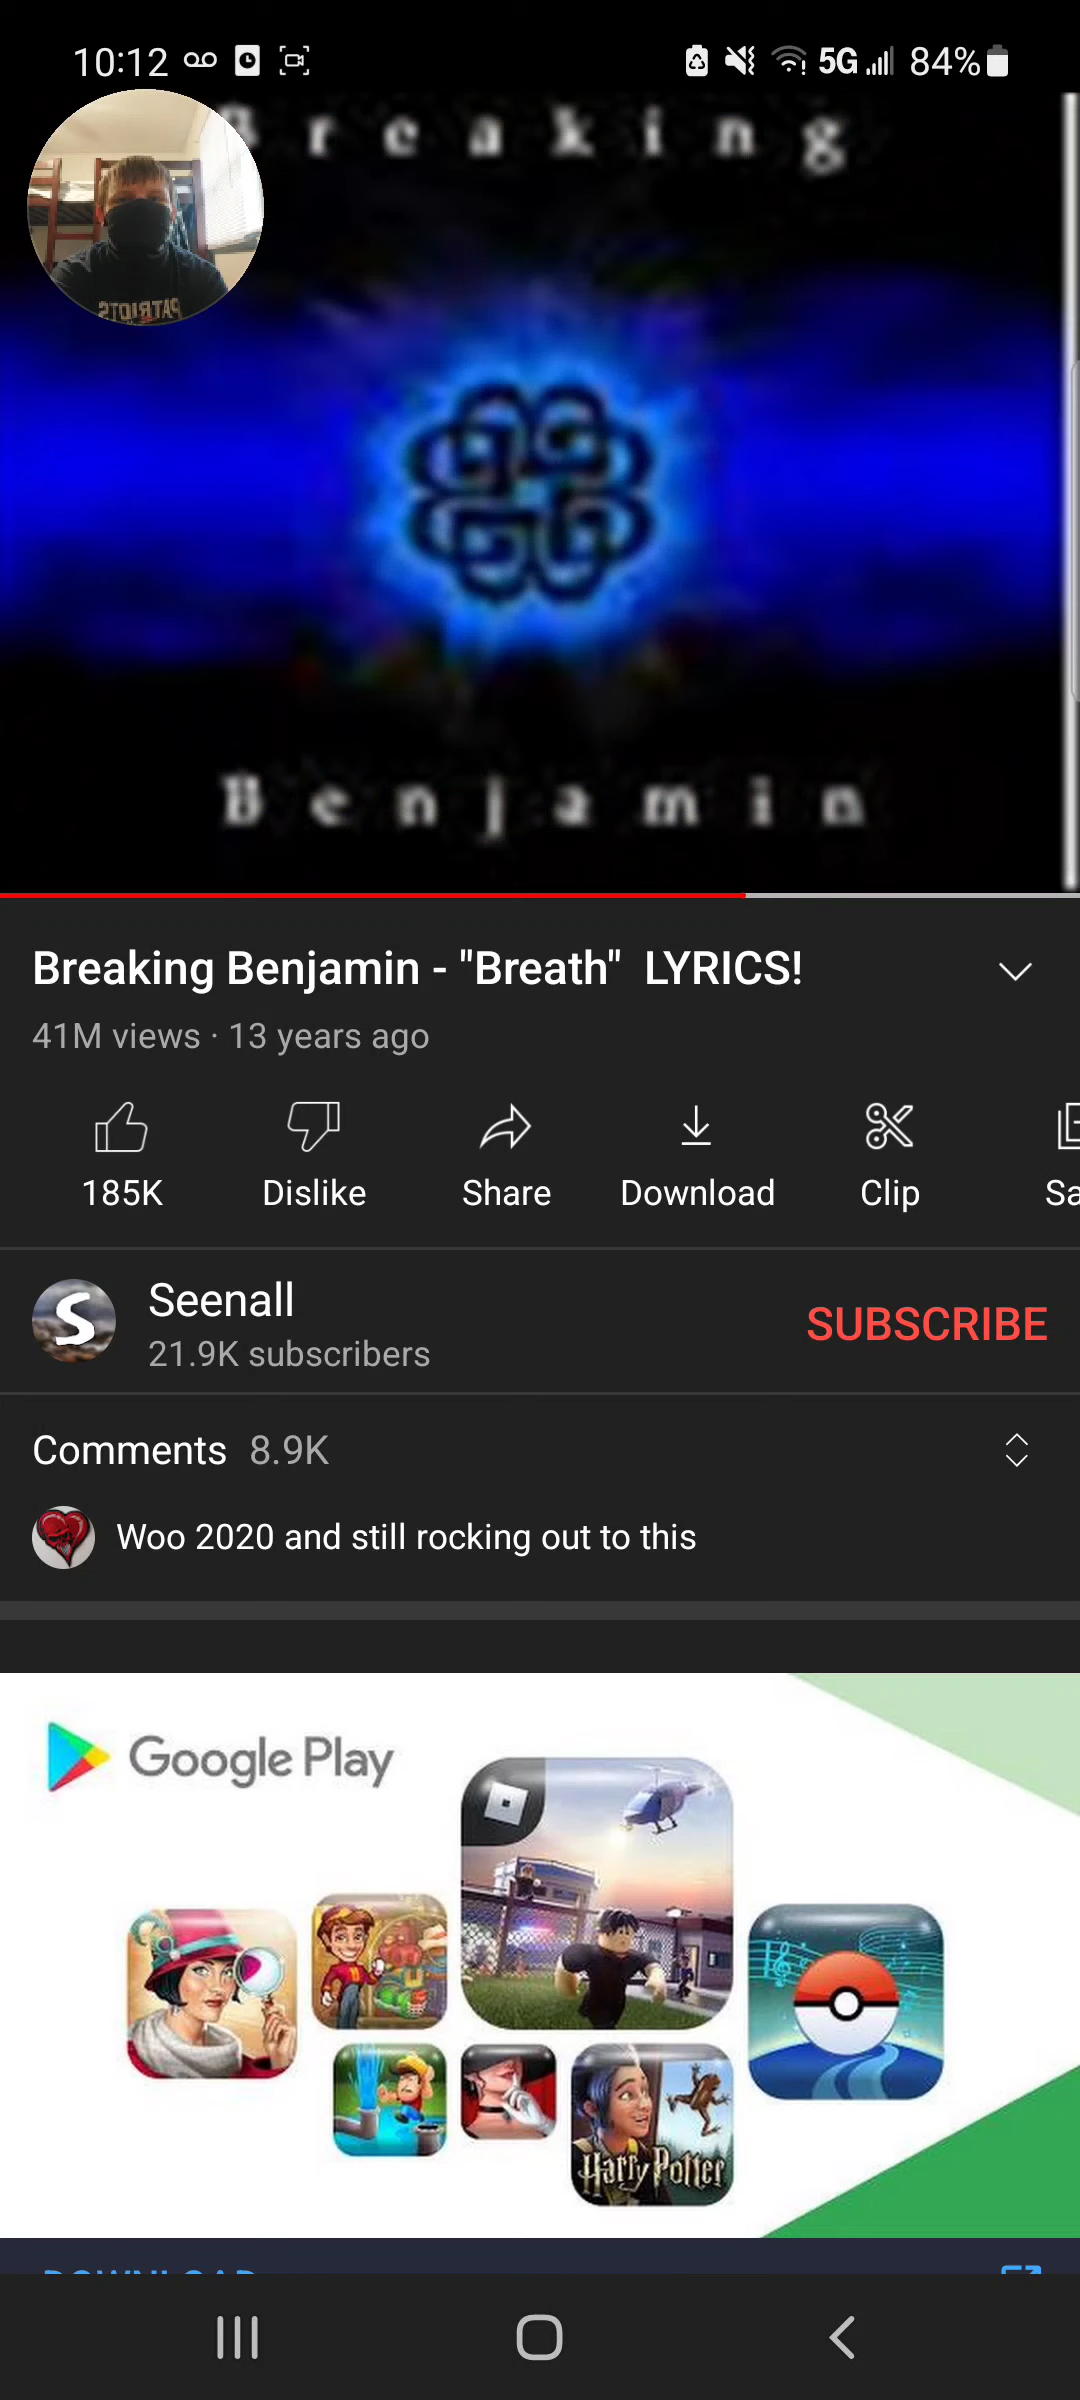 10:12 5G 84%
Breaking
PATRIOTS
Benjamin
Breaking Benjamin - "Breath"  LYRICS!
41M views · 13 years ago
185K Dislike Share Download Clip Sa
Seenall
21.9K subscribers
SUBSCRIBE
Comments 8.9K
Woo 2020 and still rocking out to this
Google Play
Harry Potter
DOWNLOAD